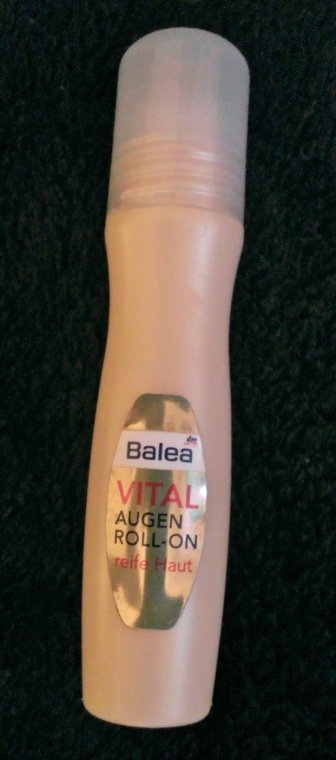 dm
Balea
VITAL
AUGEN
ROLL-ON
reife Haut